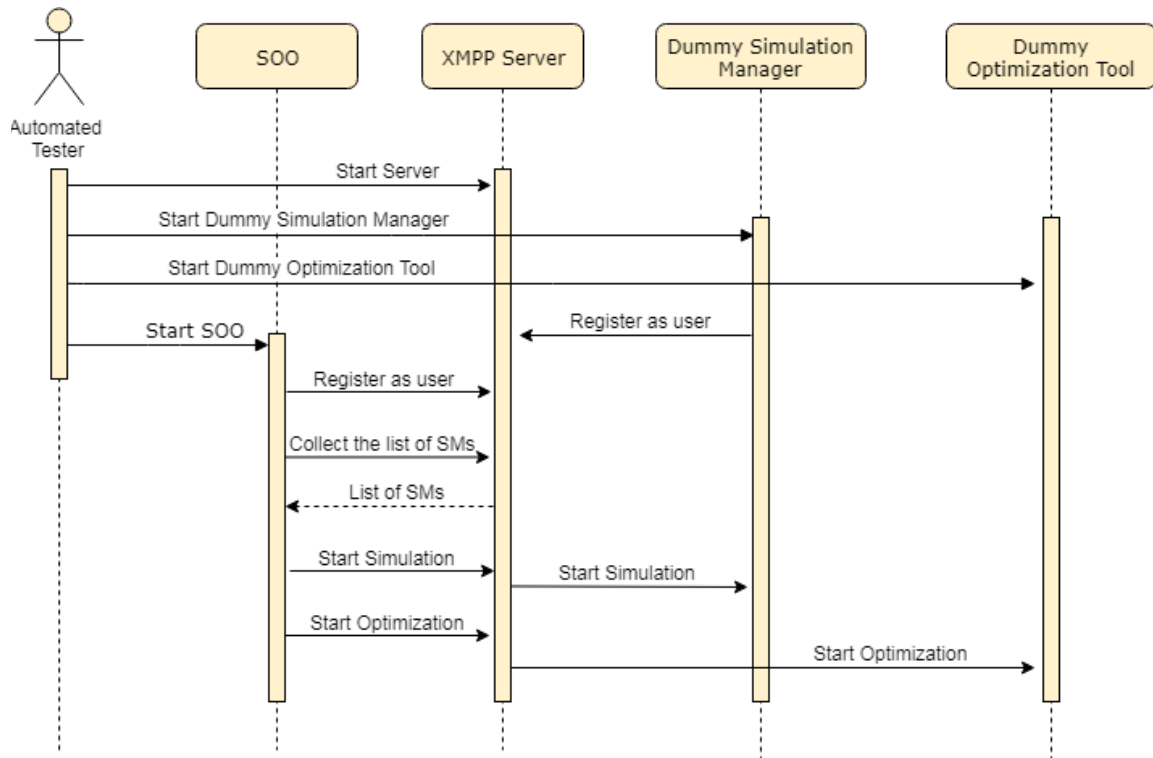 SOO
XMPP Server
Dummy Simulation
Manager
Dummy
Optimization Tool
Automated
Tester
Start Server
Start Dummy Simulation Manager
Start Dummy Optimization Tool
Register as user
Start SOO
Register as user
Collect the list of SMs
List of SMs
Start Simulation
Start Simulation
Start Optimization
Start Optimization